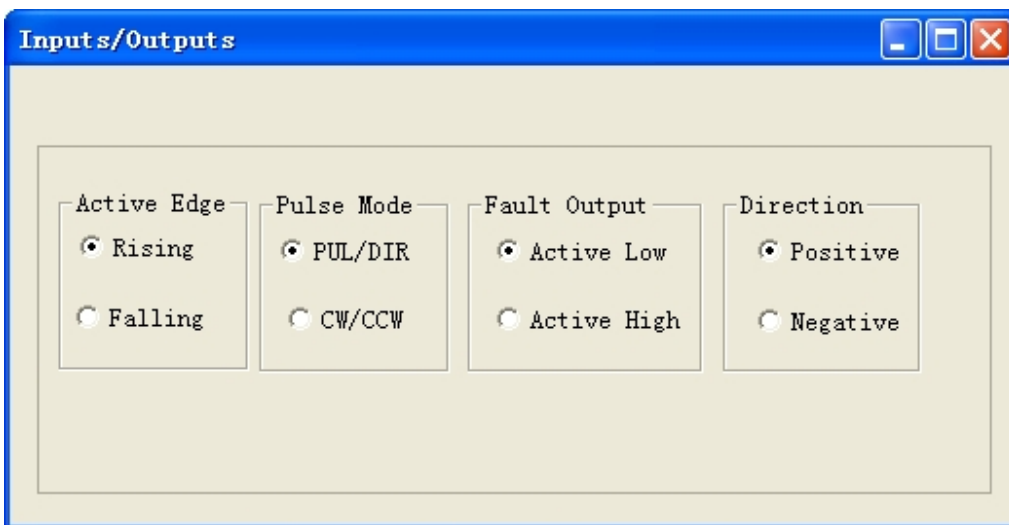 Inputs/Outputs
Active Edge
Rising
Falling
Pulse Mode
PUL/DIR
CW/CCW
Fault Output
Active Low
Active High
Direction
Positive
Negative